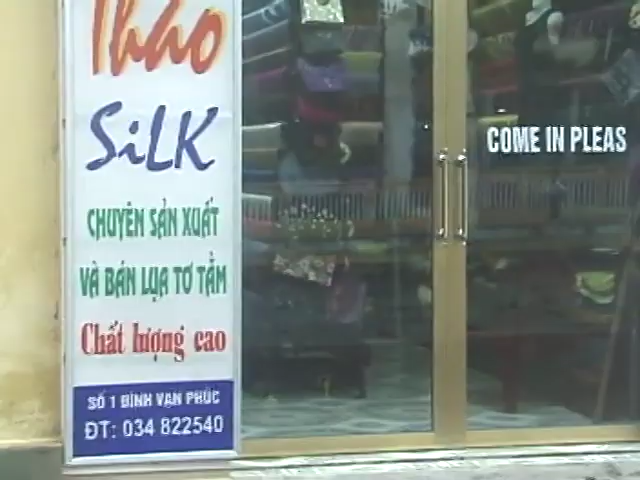 Thảo
SiLK
CHUYÊN SẢN XUẤT
VÀ BÁN LỤA TƠ TẰM
Chất lượng cao
SỐ 1 ĐÌNH VẠN PHÚC
ĐT: 034 822540
COME IN PLEAS